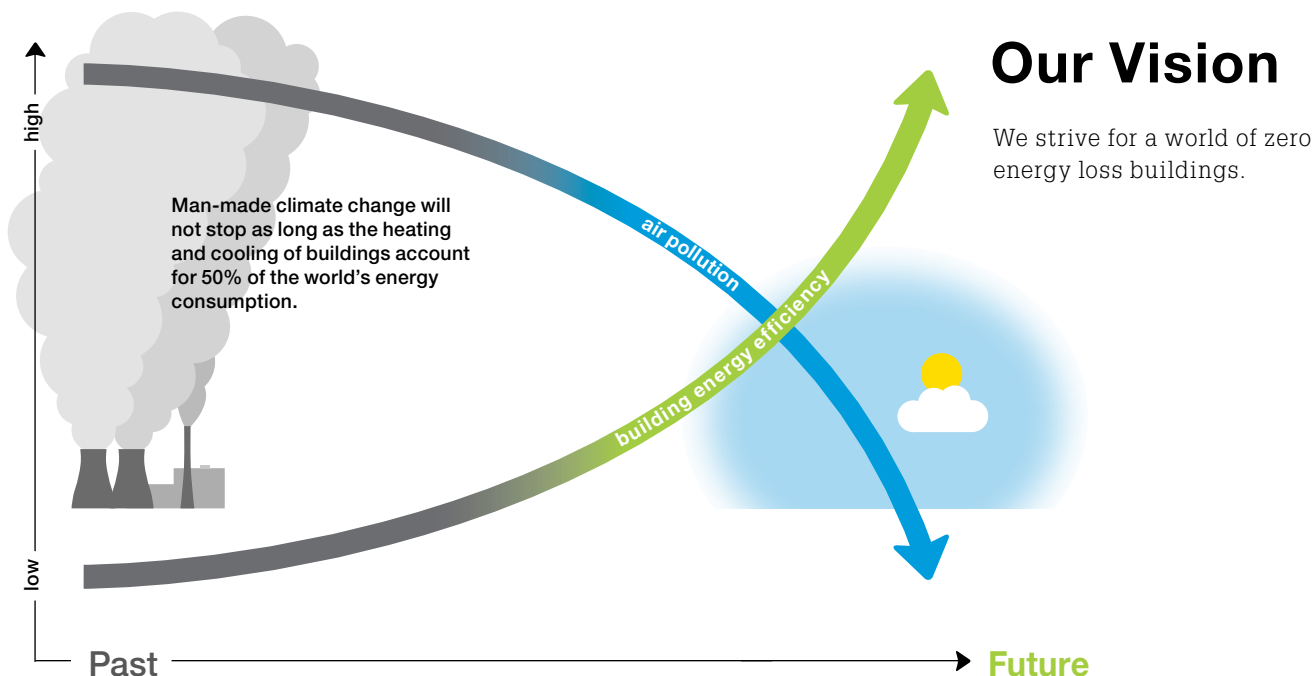 Our Vision
We strive for a world of zero
energy loss buildings.
high
Man-made climate change will
not stop as long as the heating
and cooling of buildings account
for 50% of the world's energy
consumption.
air pollution
building energy efficiency
low
Past
Future